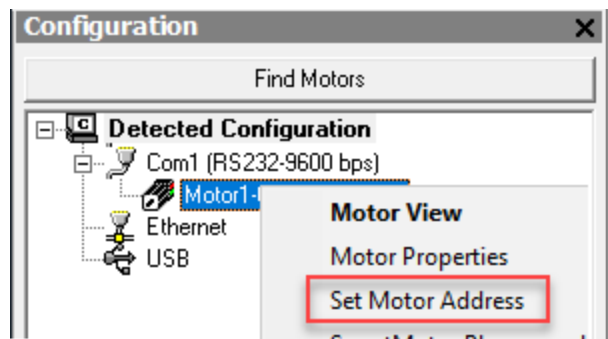 Configuration
Find Motors
Detected Configuration
Com1 (RS232-9600 bps)
Motor1-
Ethernet
USB
Motor View
Motor Properties
Set Motor Address